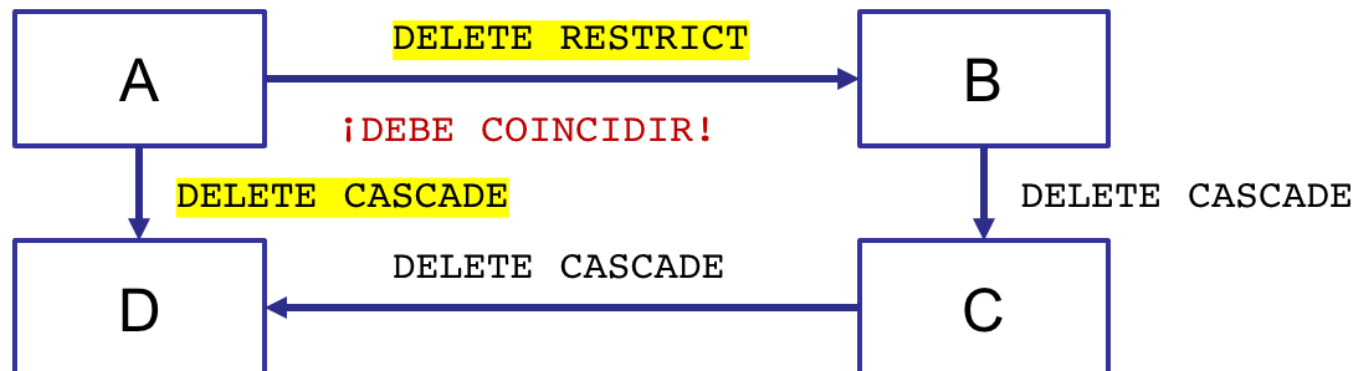 A
DELETE RESTRICT
B
¡DEBE COINCIDIR!
DELETE CASCADE
DELETE CASCADE
DELETE CASCADE
D
C